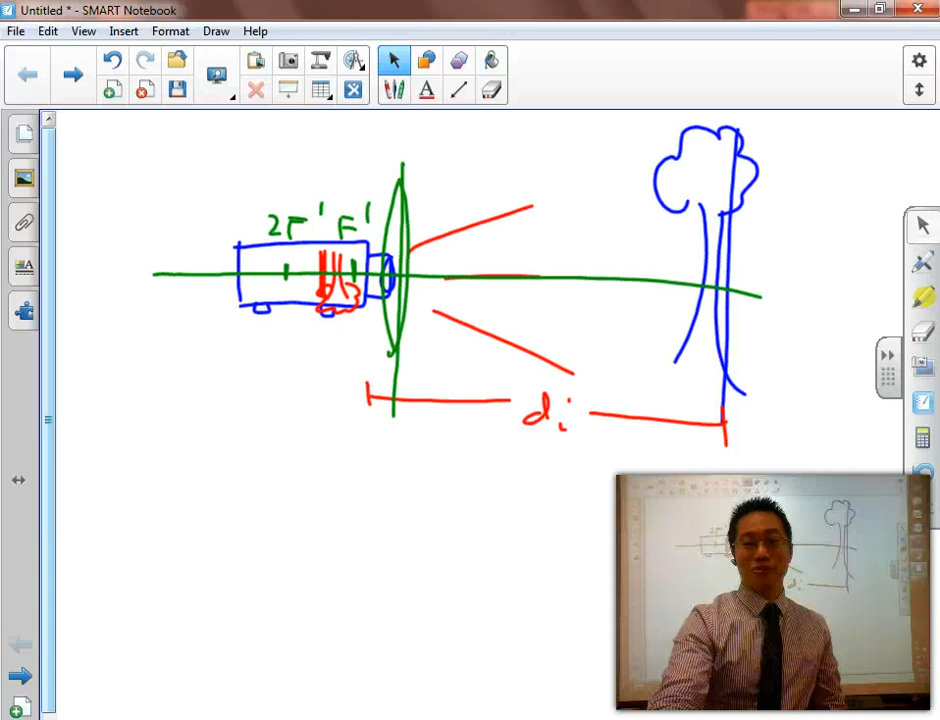 Untitled * - SMART Notebook
File Edit View Insert Format Draw Help
2F' F'
di